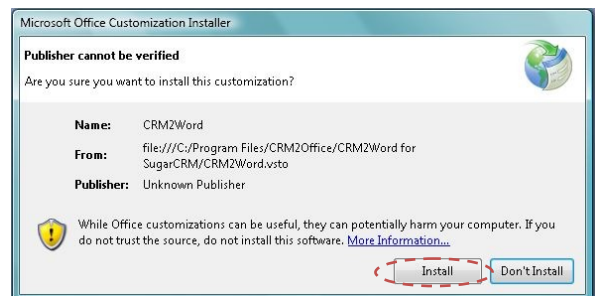 Microsoft Office Customization Installer
Publisher cannot be verified
Are you sure you want to install this customization?
Name: CRM2Word
From: file:///C:/Program Files/CRM2Office/CRM2Word for
SugarCRM/CRM2Word.vsto
Publisher: Unknown Publisher
While Office customizations can be useful, they can potentially harm your computer. If you
do not trust the source, do not install this software. More Information...
Install Don't Install